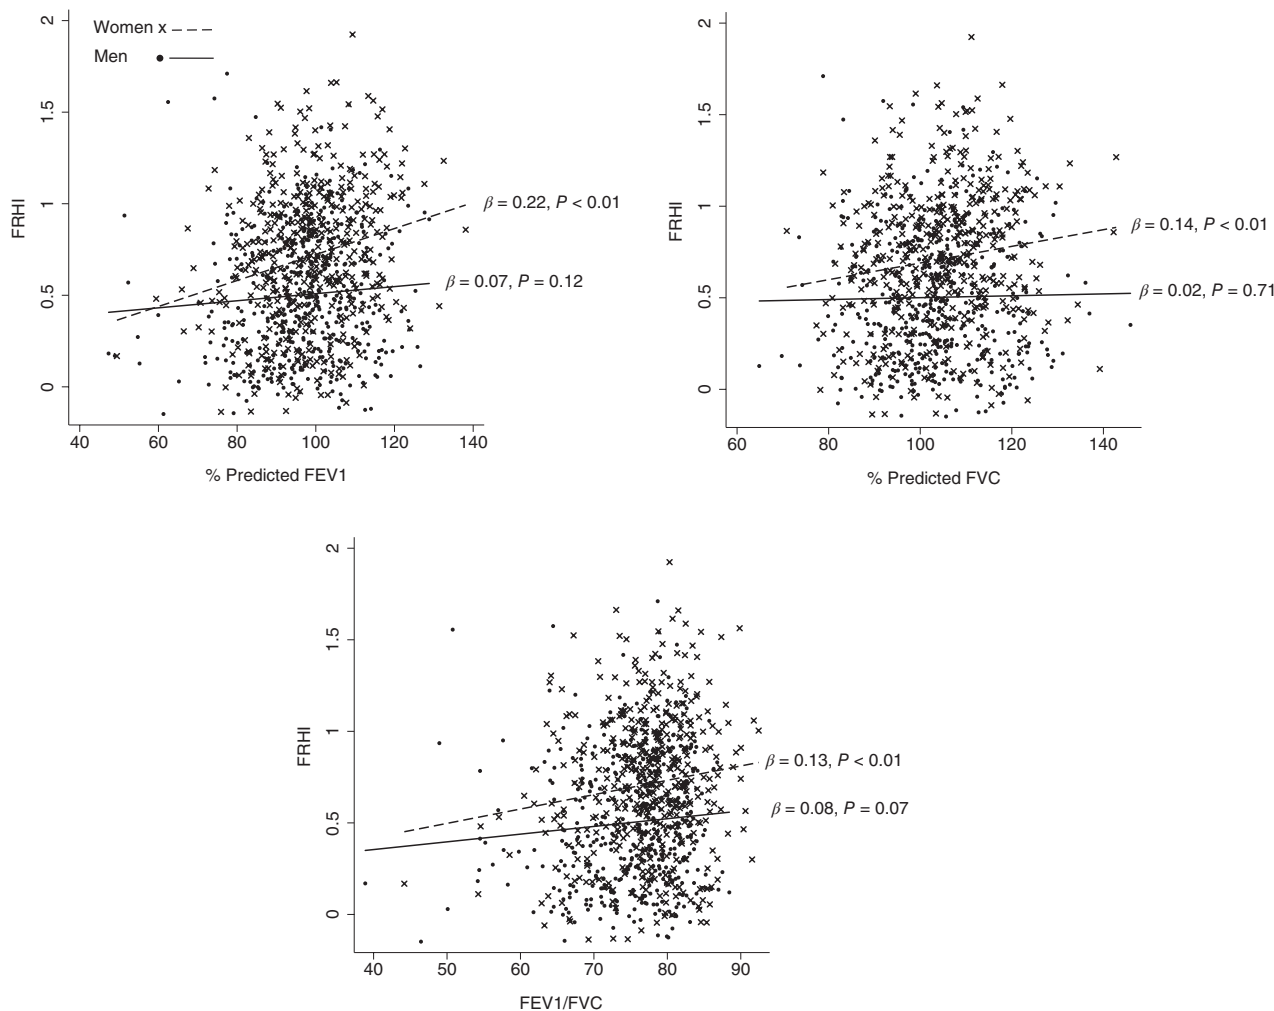 Women x
Men
2
1.5
1
0.5
0
FRHI
β = 0.22, P < 0.01
β = 0.07, P = 0.12
40 60 80 100 120 140
% Predicted FEV1
2
1.5
1
0.5
0
FRHI
β = 0.14, P < 0.01
β = 0.02, P = 0.71
60 80 100 120 140
% Predicted FVC
2
1.5
1
0.5
0
FRHI
β = 0.13, P < 0.01
β = 0.08, P = 0.07
40 50 60 70 80 90
FEV1/FVC